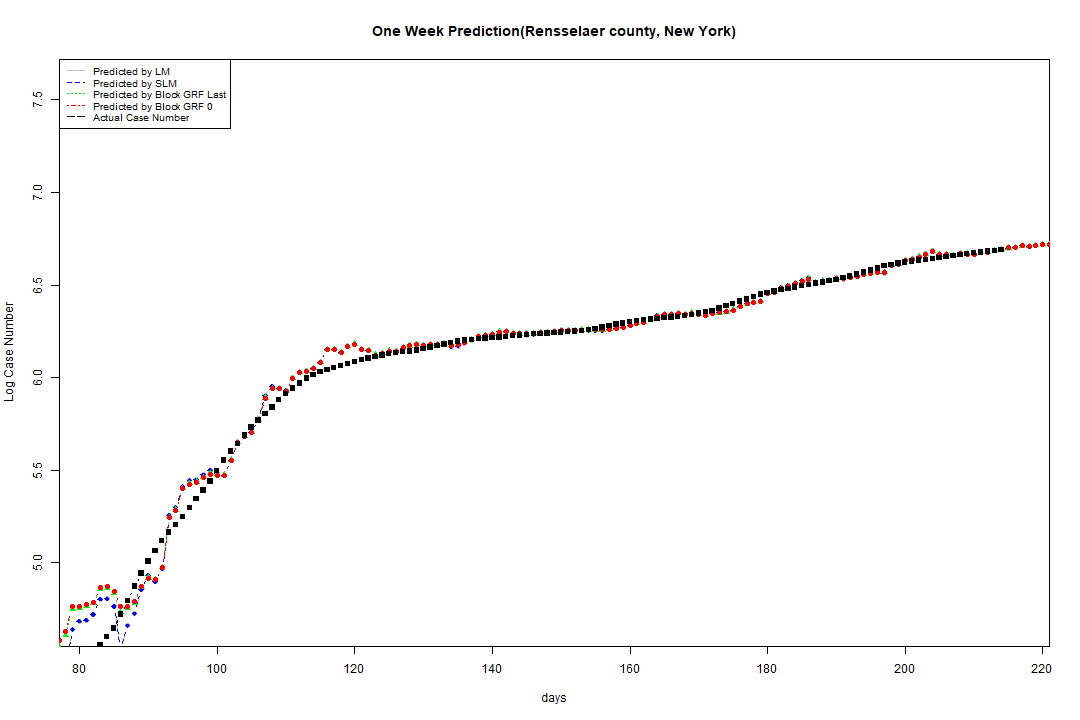 One Week Prediction(Rensselaer county, New York)
Predicted by LM
Predicted by SLM
Predicted by Block GRF Last
Predicted by Block GRF 0
Actual Case Number
7.5
7.0
6.5
6.0
5.5
5.0
Log Case Number
80 100 120 140 160 180 200 220
days